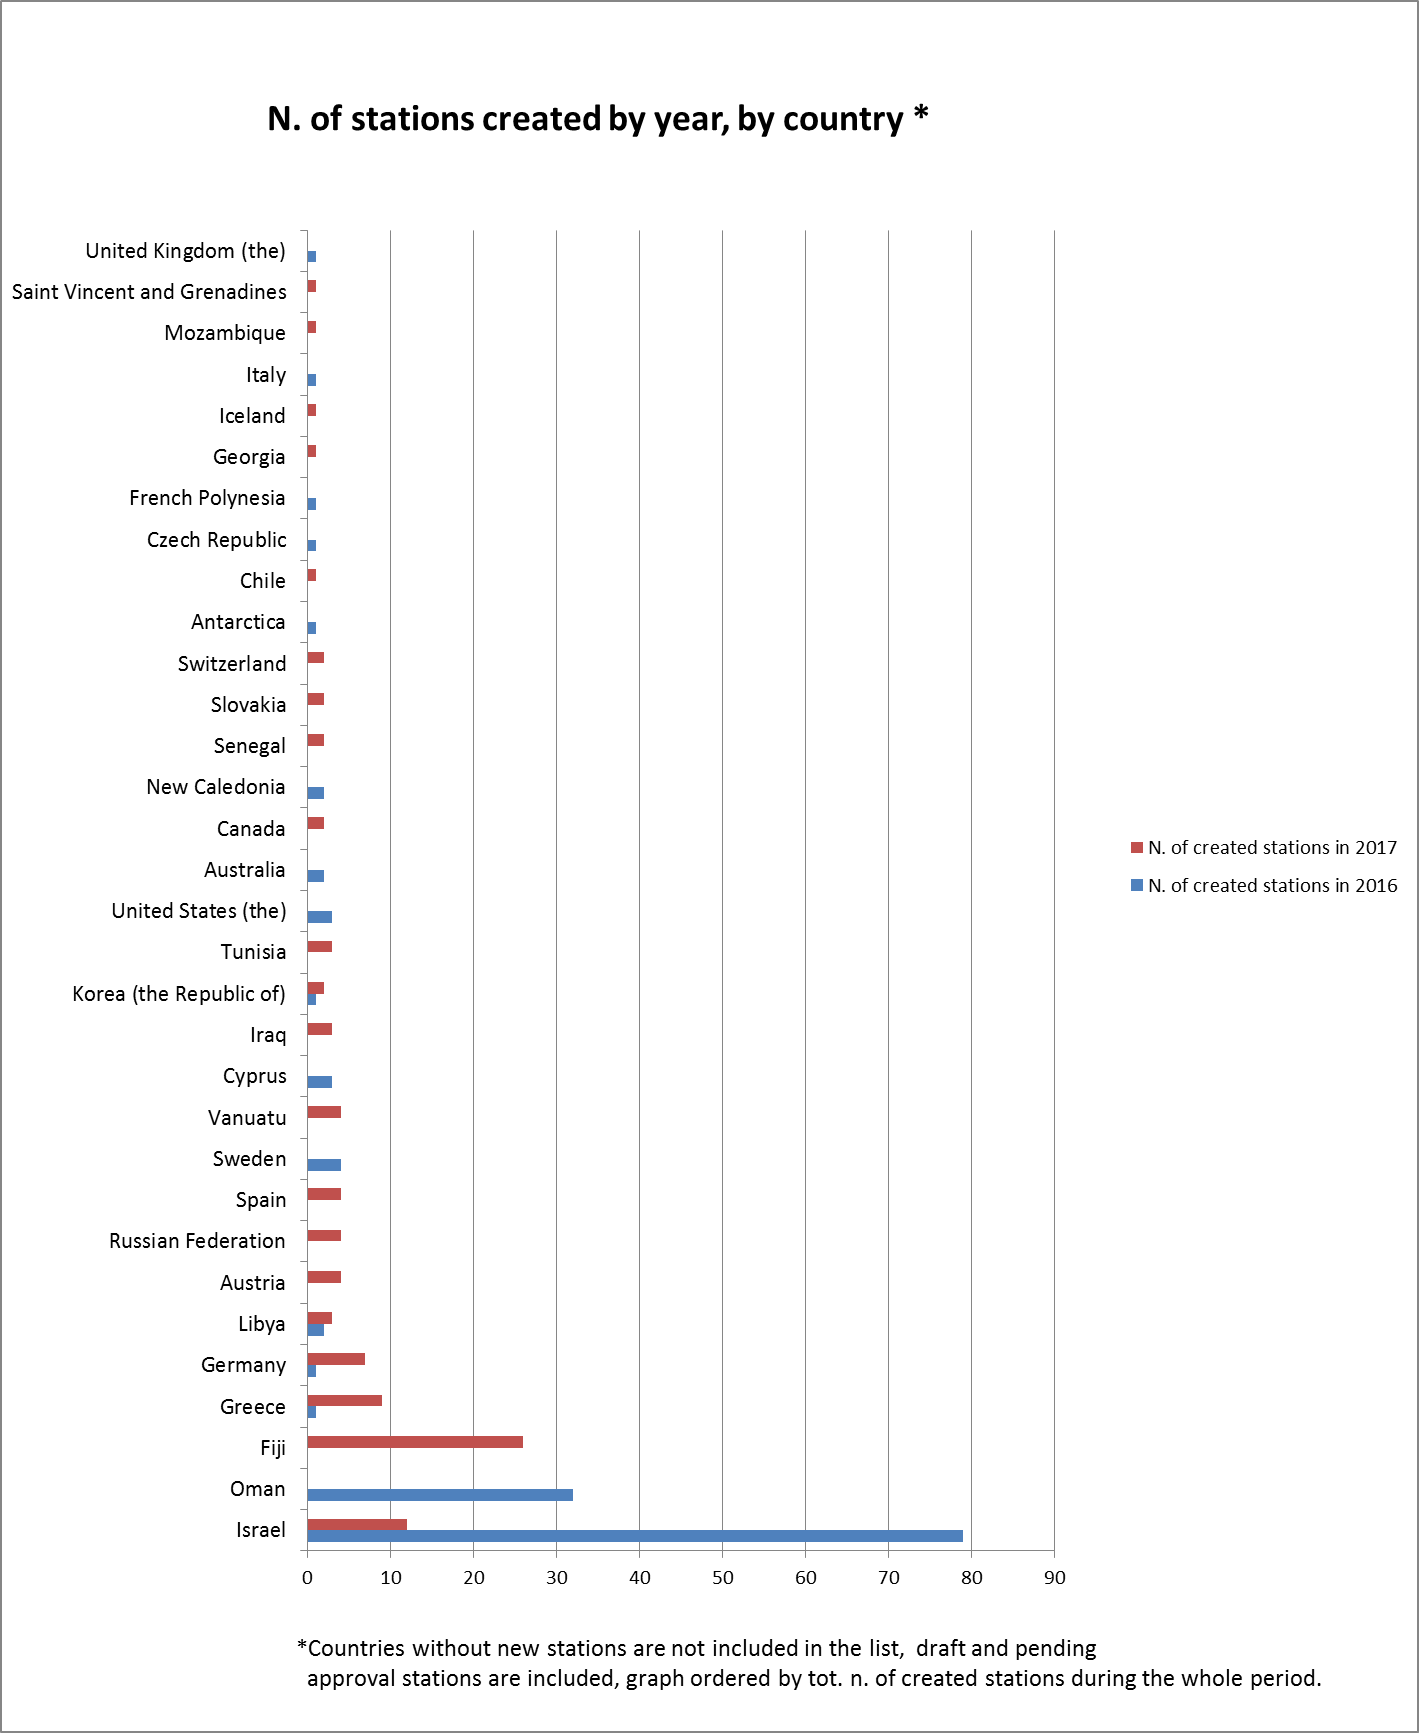 N. of stations created by year, by country *
United Kingdom (the)
Saint Vincent and Grenadines
Mozambique
Italy
Iceland
Georgia
French Polynesia
Czech Republic
Chile
Antarctica
Switzerland
Slovakia
Senegal
New Caledonia
Canada
Australia
United States (the)
Tunisia
Korea (the Republic of)
Iraq
Cyprus
Vanuatu
Sweden
Spain
Russian Federation
Austria
Libya
Germany
Greece
Fiji
Oman
Israel
0 10 20 30 40 50 60 70 80 90
N. of created stations in 2017
N. of created stations in 2016
*Countries without new stations are not included in the list, draft and pending
approval stations are included, graph ordered by tot. n. of created stations during the whole period.